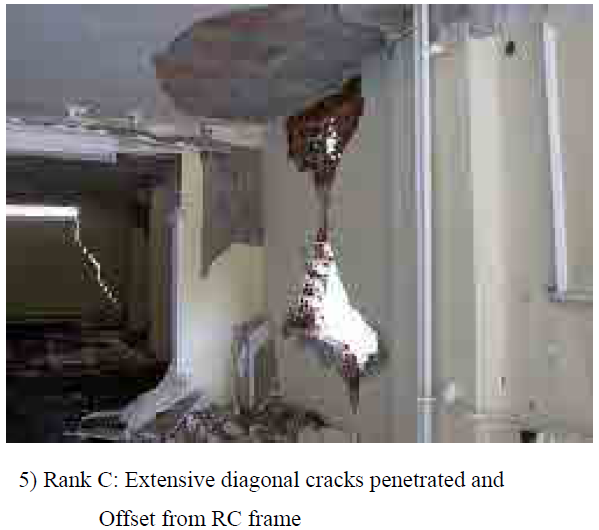 5) Rank C: Extensive diagonal cracks penetrated and
Offset from RC frame